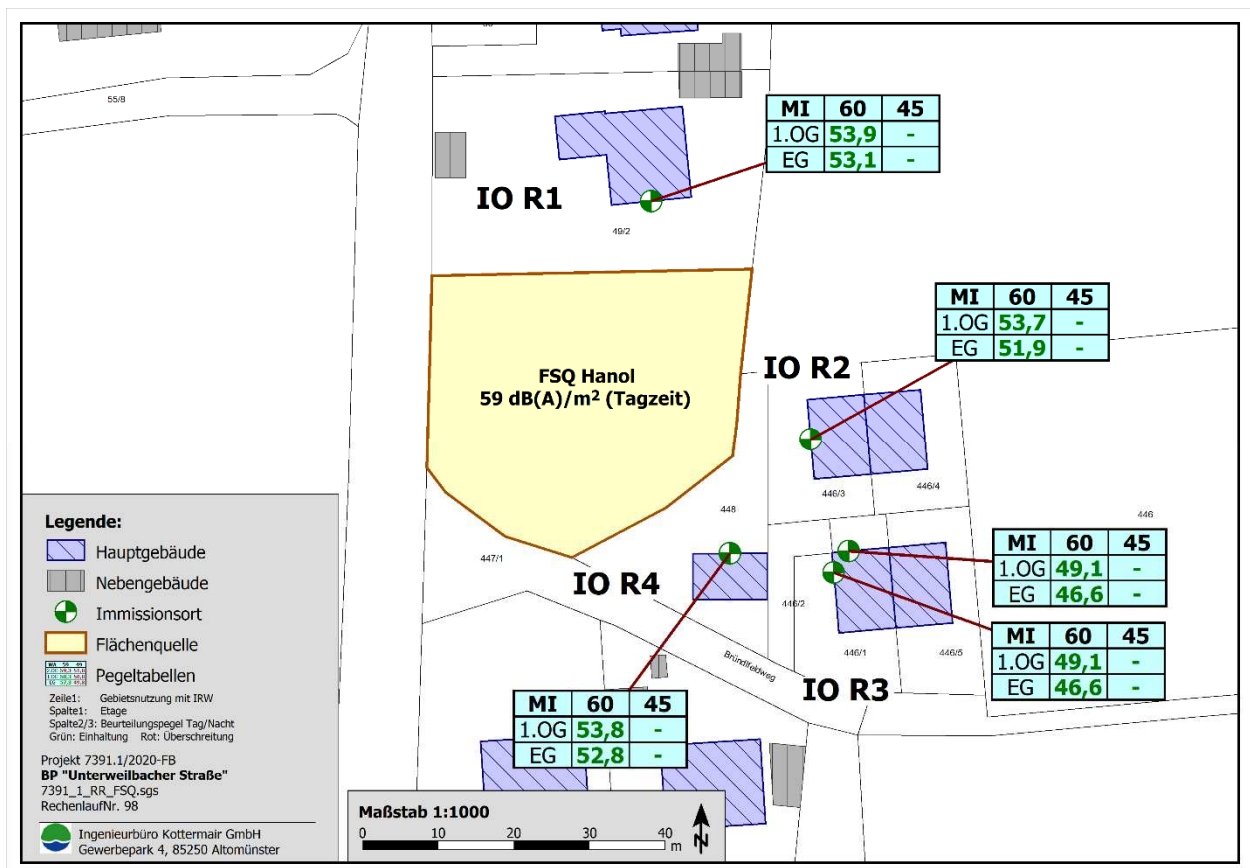 55/8
MI 60 45
1.OG 53,9 -
EG 53,1 -
IO R1
49/2
MI 60 45
1.OG 53,7 -
EG 51,9 -
IO R2
FSQ Hanol
59 dB(A)/m² (Tagzeit)
446/3
446/4
448
446
447/1
MI 60 45
1.OG 49,1 -
EG 46,6 -
IO R4
446/2
MI 60 45
1.OG 49,1 -
EG 46,6 -
446/1
446/5
Bründlfeldweg
IO R3
MI 60 45
1.OG 53,8 -
EG 52,8 -
Legende:
Hauptgebäude
Nebengebäude
Immissionsort
Flächenquelle
Pegeltabellen
Zeile1: Gebietsnutzung mit IRW
Spalte1: Etage
Spalte2/3: Beurteilungspegel Tag/Nacht
Grün: Einhaltung Rot: Überschreitung
Projekt 7391.1/2020-FB
BP "Unterweilbacher Straße"
7391_1_RR_FSQ.sgs
RechenlaufNr. 98
Ingenieurbüro Kottermair GmbH
Gewerbepark 4, 85250 Altomünster
Maßstab 1:1000
0 10 20 30 40
m
N